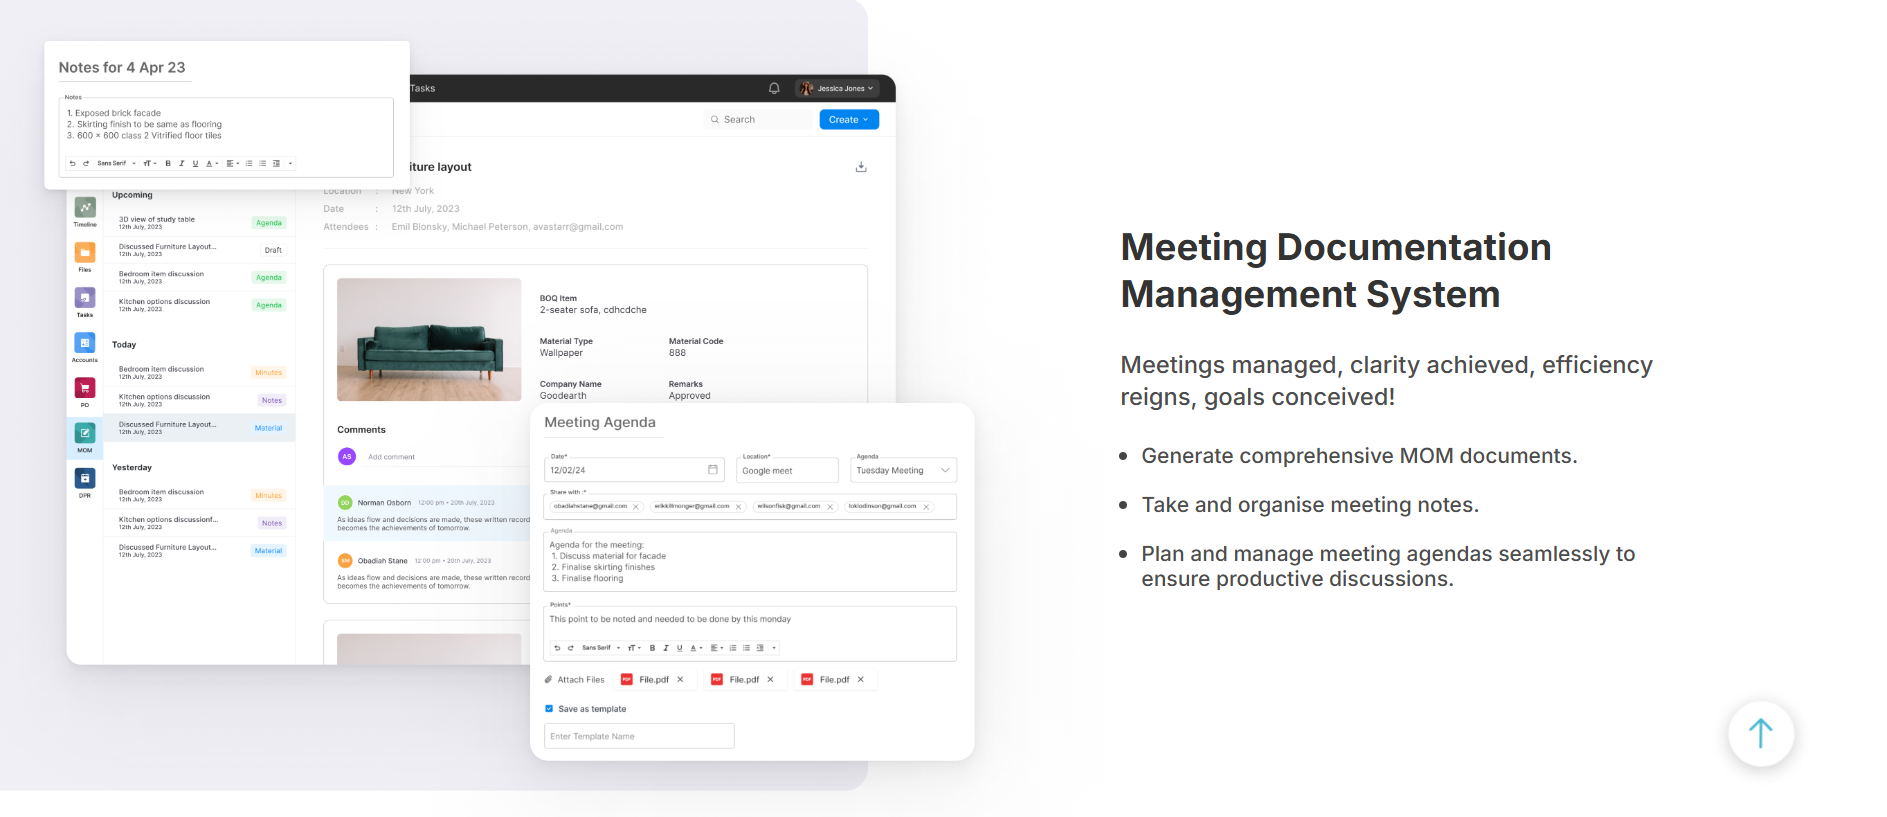 Notes for 4 Apr 23
Notes
1. Exposed brick facade
2. Skirting finish to be same as flooring
3. 600 × 600 class 2 Vitrified floor tiles
Sans Serif
Tasks
Jessica Jones
Search
Create
iture layout
Location : New York
Date : 12th July, 2023
Attendees : Emil Blonsky, Michael Peterson, avastarr@gmail.com
Timeline
Files
Tasks
Accounts
PO
MOM
DPR
Upcoming
3D view of study table
12th July, 2023
Agenda
Discussed Furniture Layout...
12th July, 2023
Draft
Bedroom item discussion
12th July, 2023
Agenda
Kitchen options discussion
12th July, 2023
Agenda
Today
Bedroom item discussion
12th July, 2023
Minutes
Kitchen options discussion
12th July, 2023
Notes
Discussed Furniture Layout...
12th July, 2023
Material
Yesterday
Bedroom item discussion
12th July, 2023
Minutes
Kitchen options discussionf...
12th July, 2023
Notes
Discussed Furniture Layout...
12th July, 2023
Material
BOQ Item
2-seater sofa, cdhcdche
Material Type
Wallpaper
Material Code
888
Company Name
Goodearth
Remarks
Approved
Comments
AS
Add comment
DD
Norman Osborn 12:00 pm • 20th July, 2023
As ideas flow and decisions are made, these written record
becomes the achievements of tomorrow.
SM
Obadiah Stane 12:00 pm • 20th July, 2023
As ideas flow and decisions are made, these written record
becomes the achievements of tomorrow.
Meeting Agenda
Date*
12/02/24
Location*
Google meet
Agenda
Tuesday Meeting
Share with :*
obadiahstane@gmail.com
erikkillmonger@gmail.com
wilsonfisk@gmail.com
lokiodinson@gmail.com
Agenda
Agenda for the meeting:
1. Discuss material for facade
2. Finalise skirting finishes
3. Finalise flooring
Points*
This point to be noted and needed to be done by this monday
Sans Serif
Attach Files
PDF File.pdf
PDF File.pdf
PDF File.pdf
Save as template
Enter Template Name
Meeting Documentation
Management System
Meetings managed, clarity achieved, efficiency
reigns, goals conceived!
• Generate comprehensive MOM documents.
• Take and organise meeting notes.
• Plan and manage meeting agendas seamlessly to
ensure productive discussions.